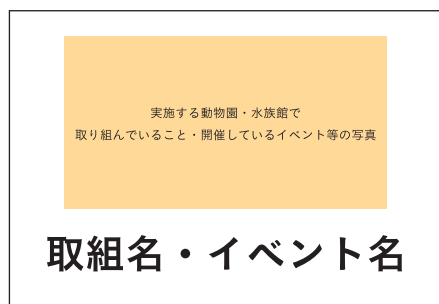 実施する動物園・水族館で
取り組んでいること・開催しているイベント等の写真
取組名・イベント名